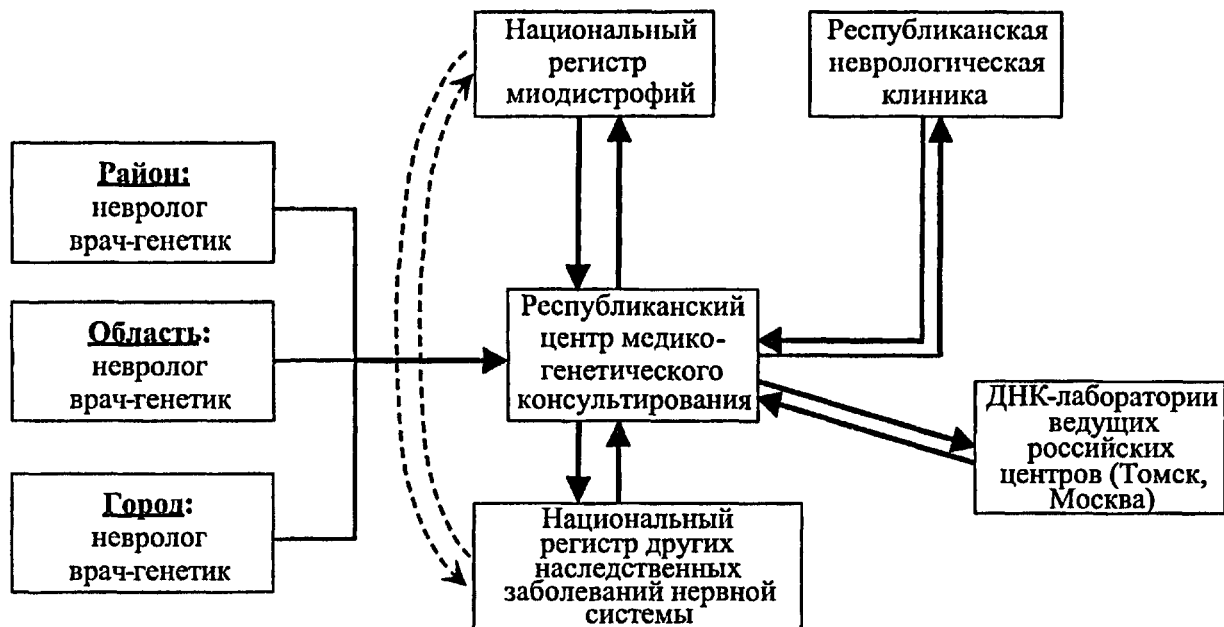 Национальный
регистр
миодистрофий
Республиканская
неврологическая
клиника
Район:
невролог
врач-генетик
Область:
невролог
врач-генетик
Город:
невролог
врач-генетик
Республиканский
центр медико-
генетического
консультирования
ДНК-лаборатории
ведущих
российских
центров (Томск,
Москва)
Национальный
регистр других
наследственных
заболеваний нервной
системы